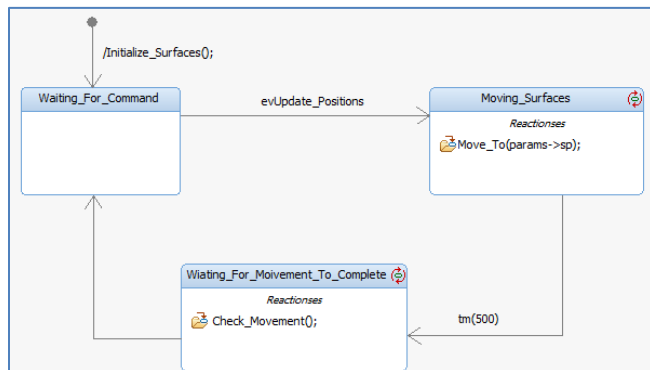 /Initialize_Surfaces();
Waiting_For_Command
evUpdate_Positions
Moving_Surfaces
Reactionses
Move_To(params->sp);
Wiating_For_Moivement_To_Complete
Reactionses
Check_Movement();
tm(500)